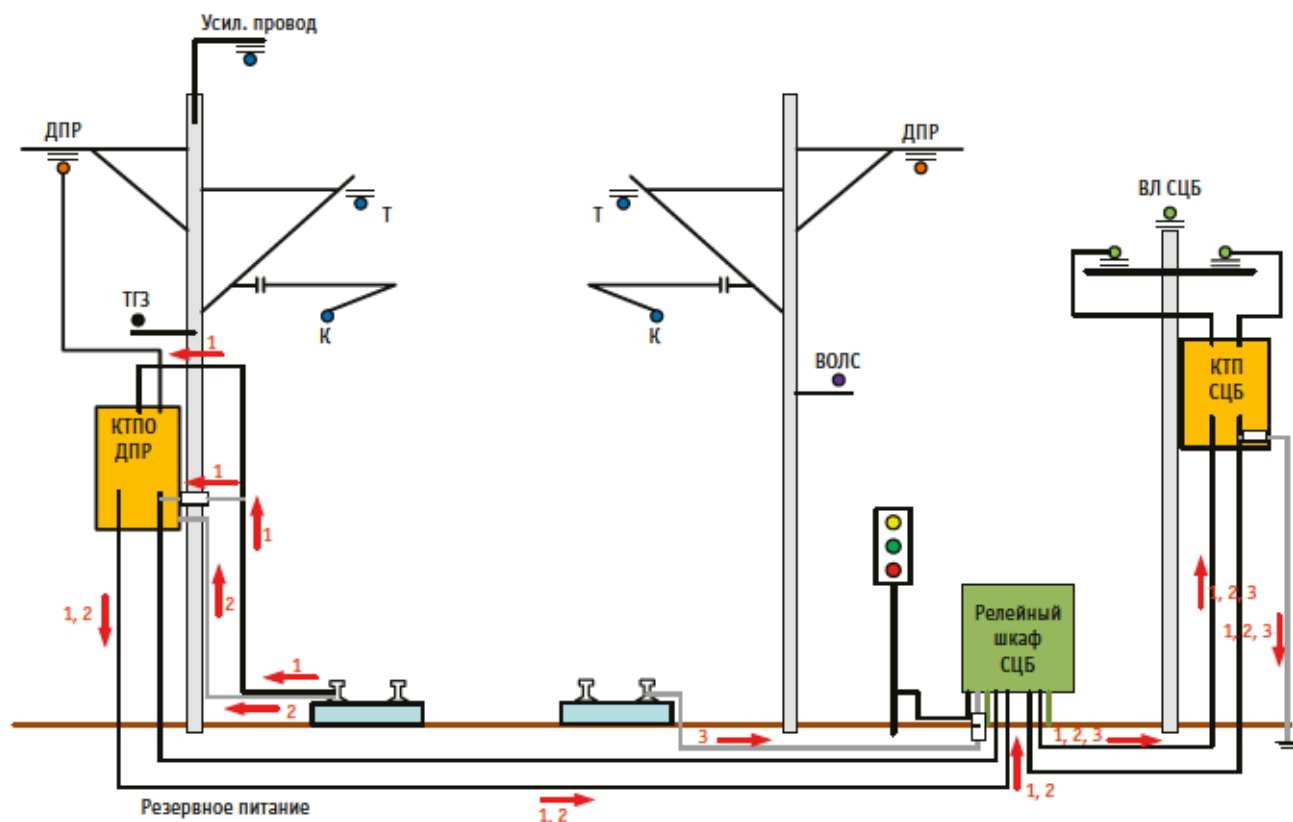 Усил. провод
ДПР
ДПР
ВЛ СЦБ
Т
Т
ТГЗ
К
К
1
ВОЛС
КТП
СЦБ
КТПО
ДПР
1
1
1, 2
2
1, 2, 3
1, 2, 3
Релейный
шкаф
СЦБ
1
2
3
1, 2, 3
1, 2
Резервное питание
1, 2